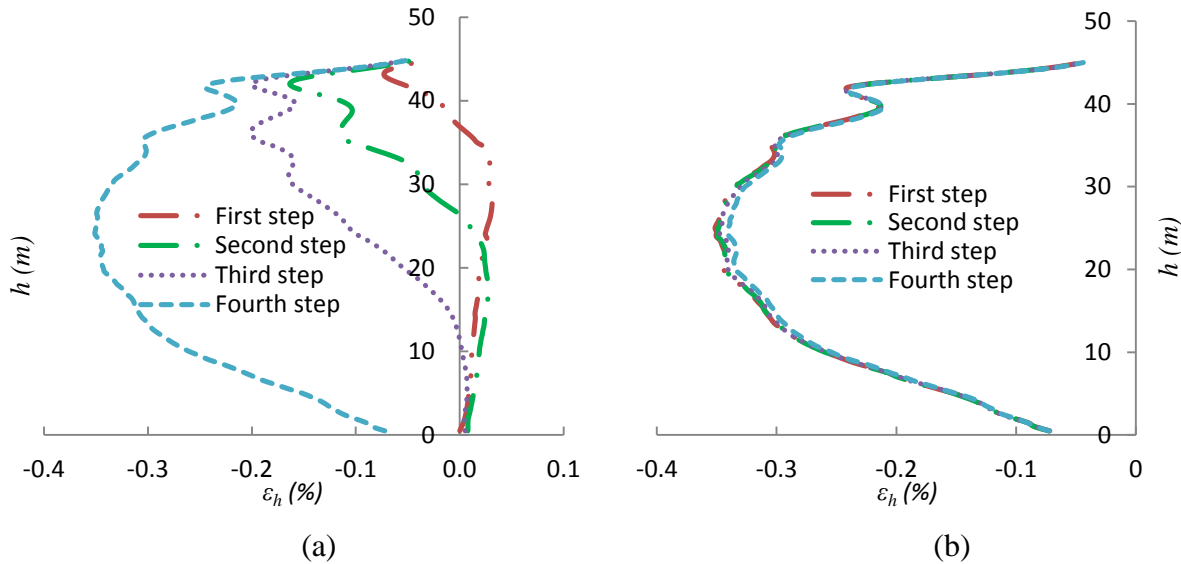 50
40
30
20
10
0
h (m)
First step
Second step
Third step
Fourth step
-0.4 -0.3 -0.2 -0.1 0.0 0.1
εh (%)
(a)
50
40
30
20
10
0
h (m)
First step
Second step
Third step
Fourth step
-0.4 -0.3 -0.2 -0.1 0
εh (%)
(b)